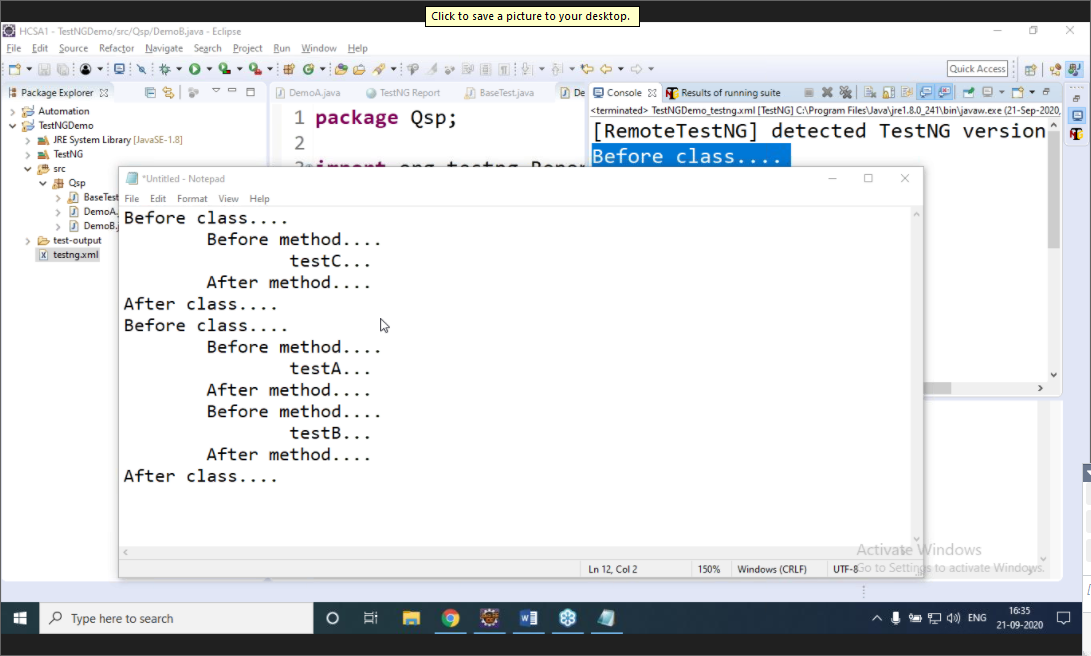 Click to save a picture to your desktop.
HCSA1 - TestNGDemo/src/Qsp/DemoB.java - Eclipse
File Edit Source Refactor Navigate Search Project Run Window Help
Quick Access
Package Explorer
DemoA.java TestNG Report BaseTest.java De
Console Results of running suite
Automation
TestNGDemo
JRE System Library [JavaSE-1.8]
TestNG
src
Qsp
BaseTest
DemoA.
DemoB.j
test-output
testng.xml
1 package Qsp;
2
<terminated> TestNGDemo_testng.xml [TestNG] C:\Program Files\Java\jre1.8.0_241\bin\javaw.exe (21-Sep-2020,
[RemoteTestNG] detected TestNG version
Before class....
*Untitled - Notepad
File Edit Format View Help
Before class....
Before method....
testC...
After method....
After class....
Before class....
Before method....
testA...
After method....
Before method....
testB...
After method....
After class....
Ln 12, Col 2 150% Windows (CRLF) UTF-8
Activate Windows
Go to Settings to activate Windows.
Type here to search
ENG
16:35
21-09-2020